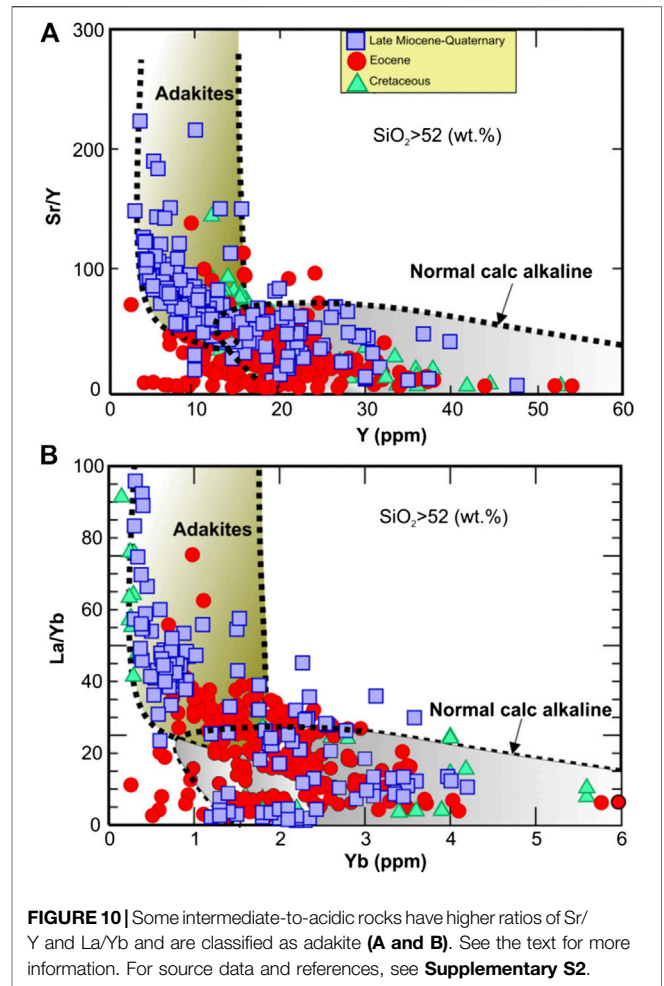 A
300
200
100
0
Sr/Y
Adakites
Late Miocene-Quaternary
Eocene
Cretaceous
SiO2>52 (wt.%)
Normal calc alkaline
0 10 20 30 40 50 60
Y (ppm)
B
100
80
60
40
20
0
La/Yb
Adakites
SiO2>52 (wt.%)
Normal calc alkaline
0 1 2 3 4 5 6
Yb (ppm)
FIGURE 10 | Some intermediate-to-acidic rocks have higher ratios of Sr/
Y and La/Yb and are classified as adakite (A and B). See the text for more
information. For source data and references, see Supplementary S2.